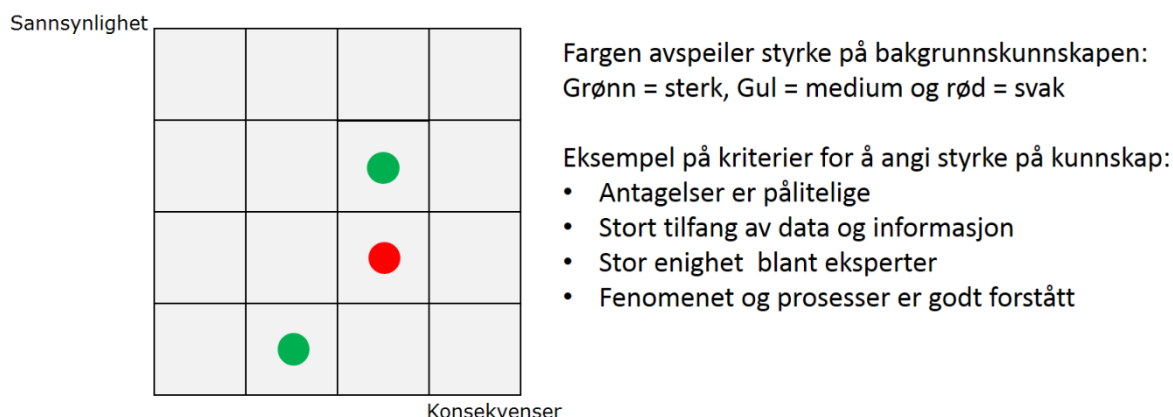 Sannsynlighet
Fargen avspeiler styrke på bakgrunnskunnskapen:
Grønn = sterk, Gul = medium og rød = svak
Eksempel på kriterier for å angi styrke på kunnskap:
• Antagelser er pålitelige
• Stort tilfang av data og informasjon
• Stor enighet blant eksperter
• Fenomenet og prosesser er godt forstått
Konsekvenser